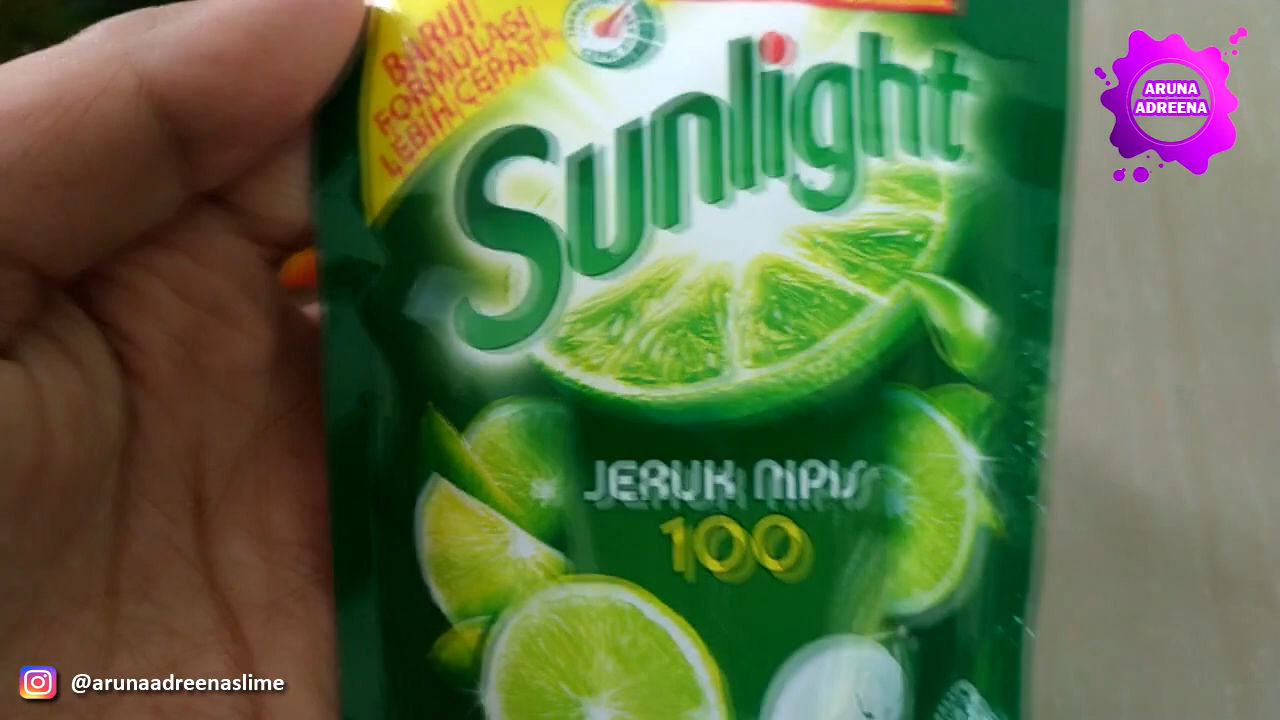 BARU!
FORMULASI
LEBIH CEPAT
Sunlight
JERUK NIPIS
100
ARUNA
ADREENA
@arunaadreenaslime